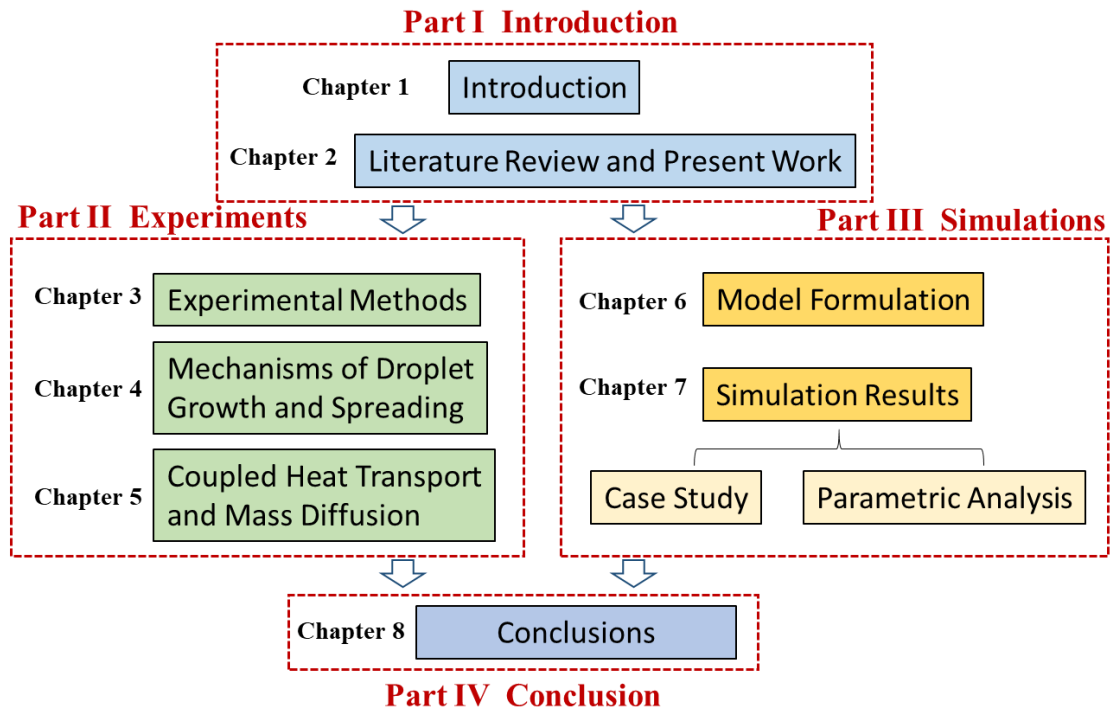 Part I Introduction
Chapter 1
Introduction
Chapter 2
Literature Review and Present Work
Part II Experiments
Chapter 3
Experimental Methods
Chapter 4
Mechanisms of Droplet
Growth and Spreading
Chapter 5
Coupled Heat Transport
and Mass Diffusion
Part III Simulations
Chapter 6
Model Formulation
Chapter 7
Simulation Results
Case Study
Parametric Analysis
Chapter 8
Conclusions
Part IV Conclusion